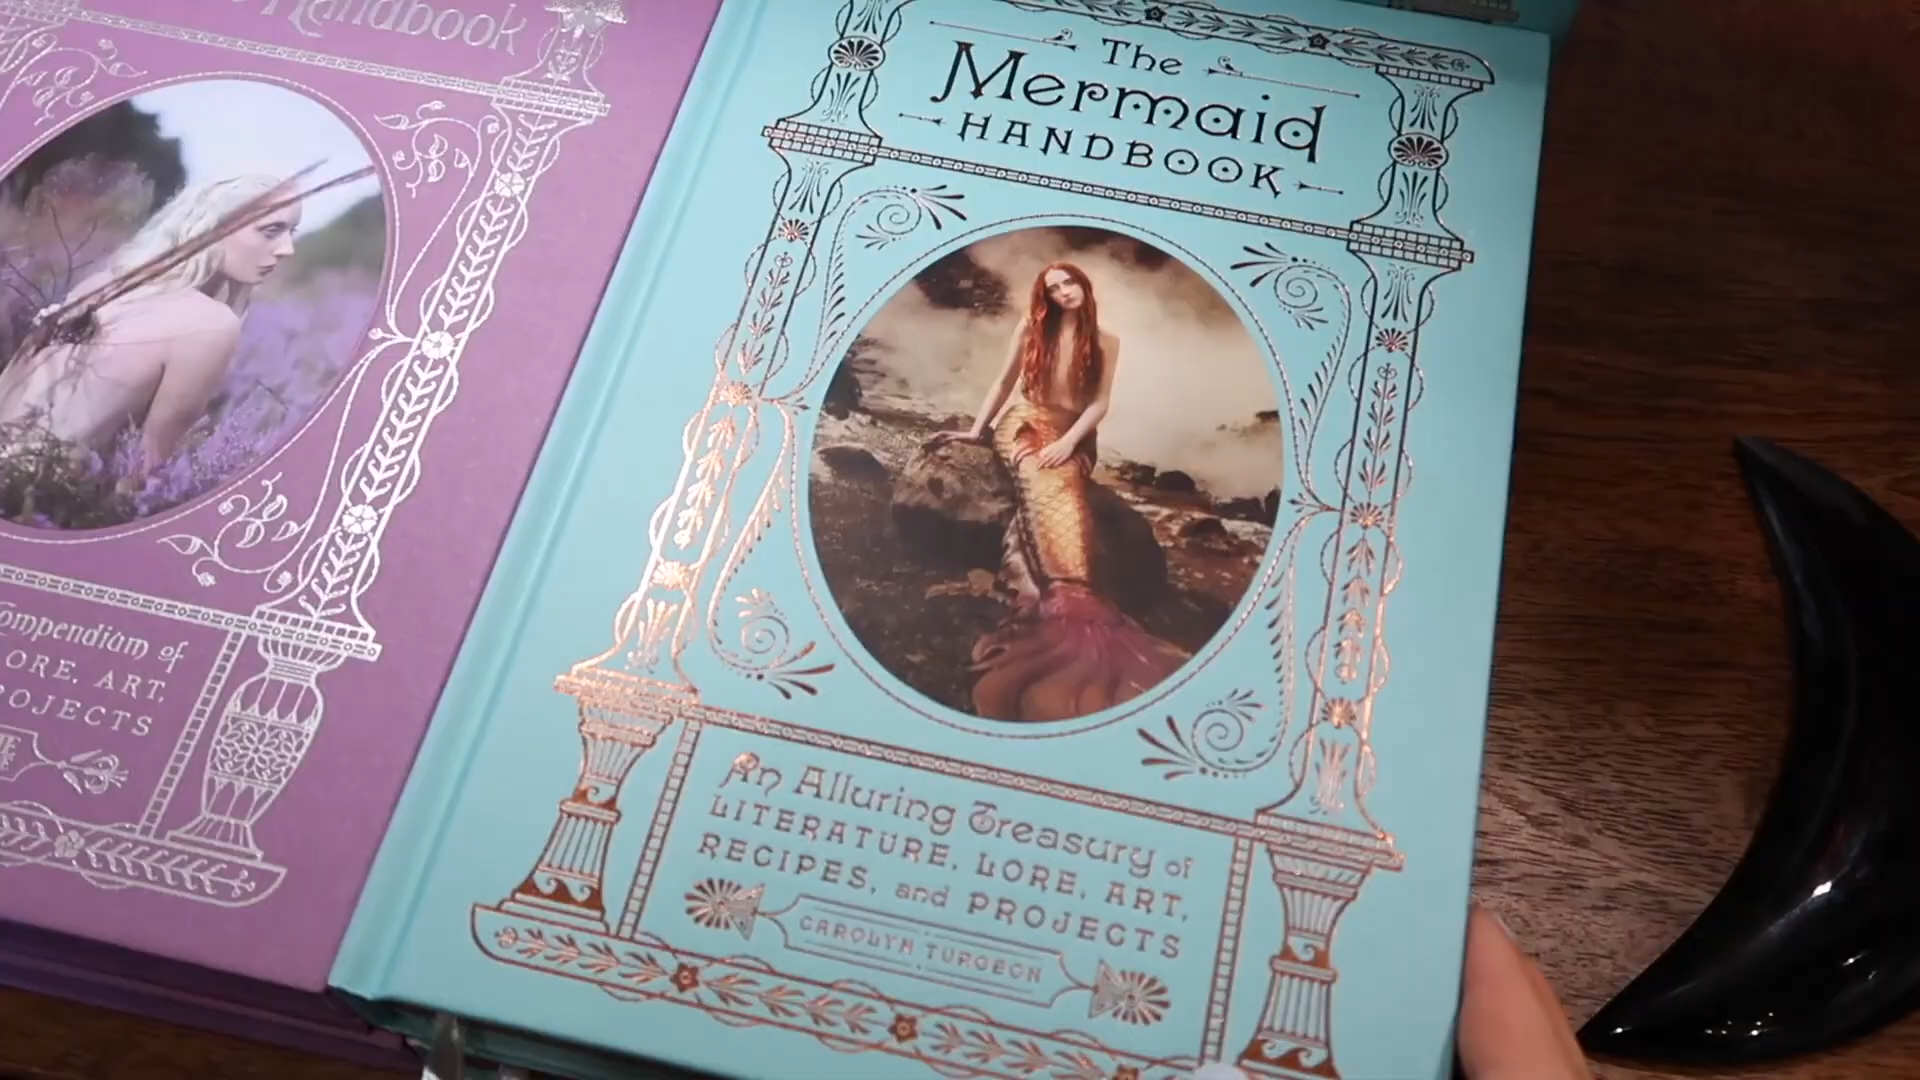 Handbook
Compendium of
LORE, ART,
PROJECTS
The
Mermaid
HANDBOOK
An Alluring Treasury of
LITERATURE, LORE, ART,
RECIPES, and PROJECTS
CAROLYN TURGEON